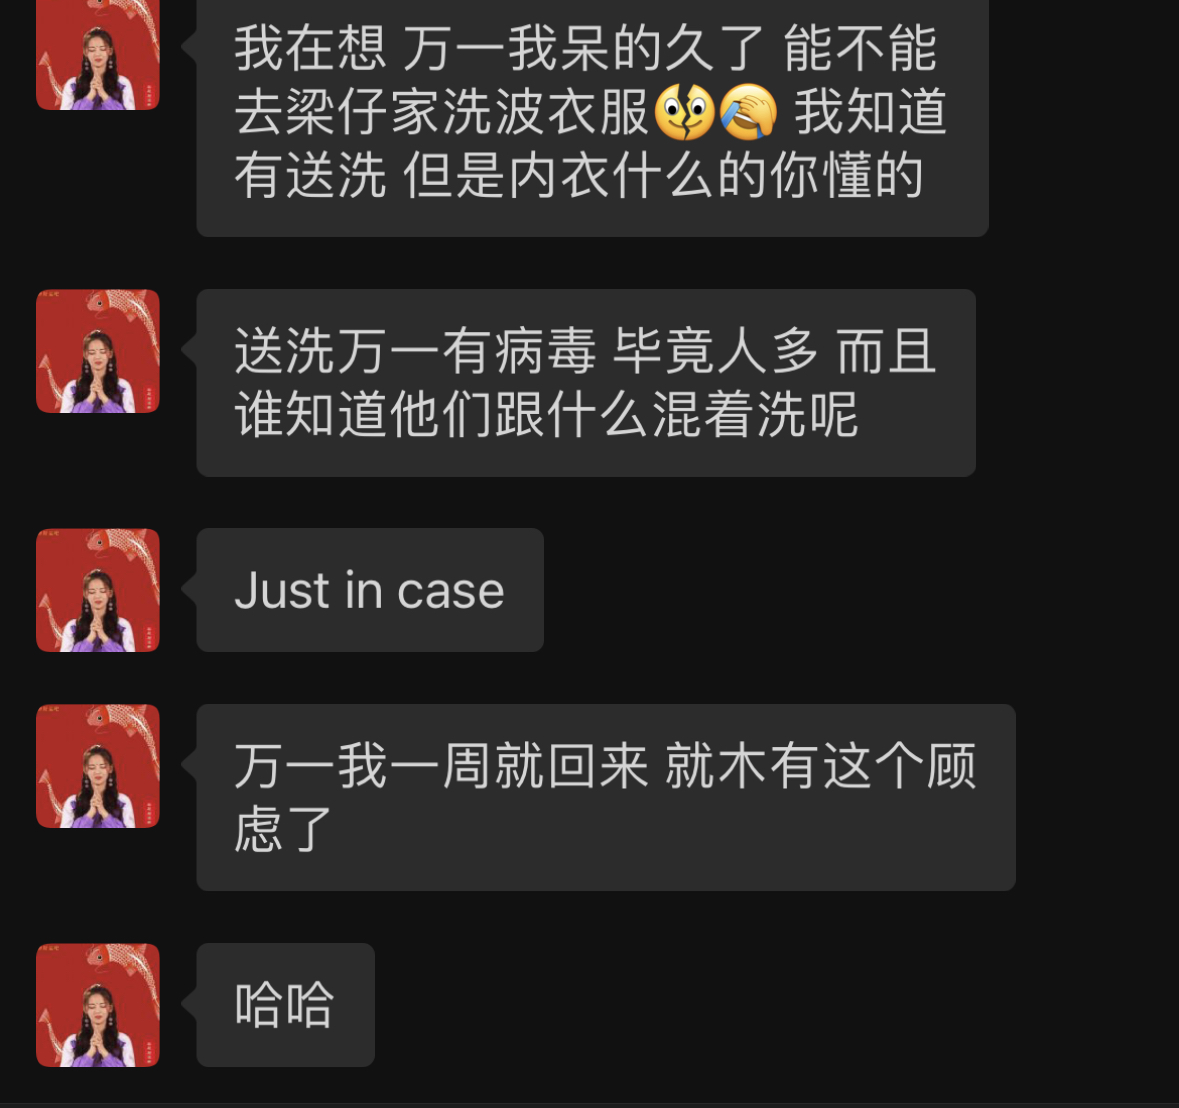 我在想 万一我呆的久了 能不能
去梁仔家洗波衣服🫠🤦 我知道
有送洗 但是内衣什么的你懂的
送洗万一有病毒 毕竟人多 而且
谁知道他们跟什么混着洗呢
Just in case
万一我一周就回来 就木有这个顾
虑了
哈哈